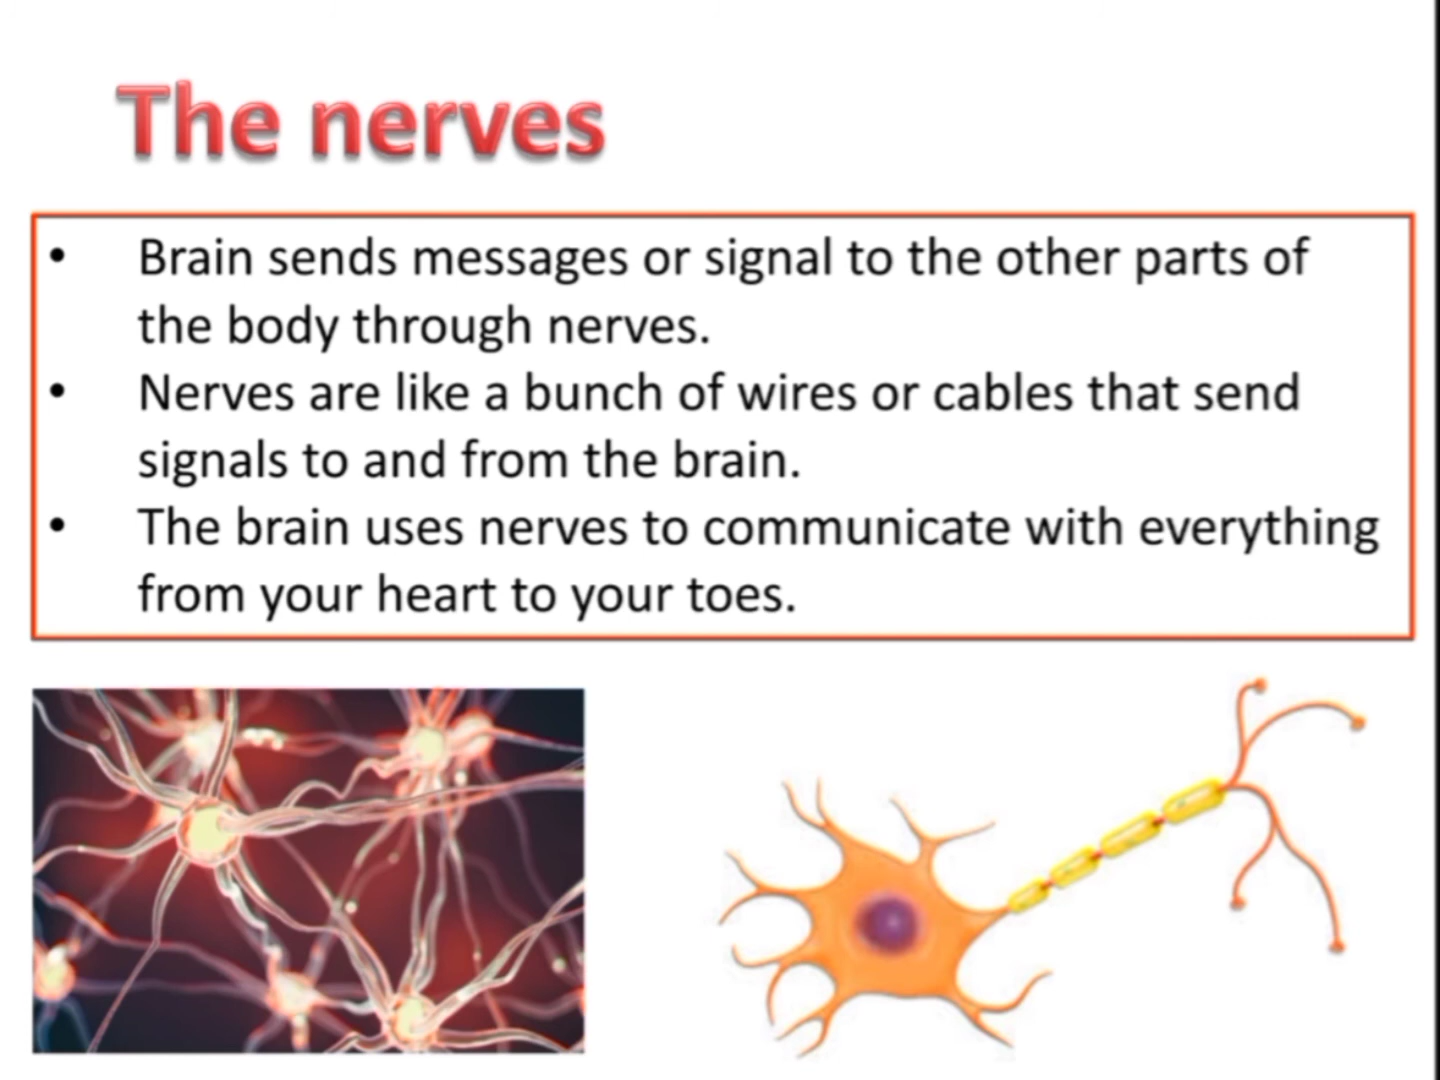 The nerves
• Brain sends messages or signal to the other parts of
the body through nerves.
• Nerves are like a bunch of wires or cables that send
signals to and from the brain.
• The brain uses nerves to communicate with everything
from your heart to your toes.